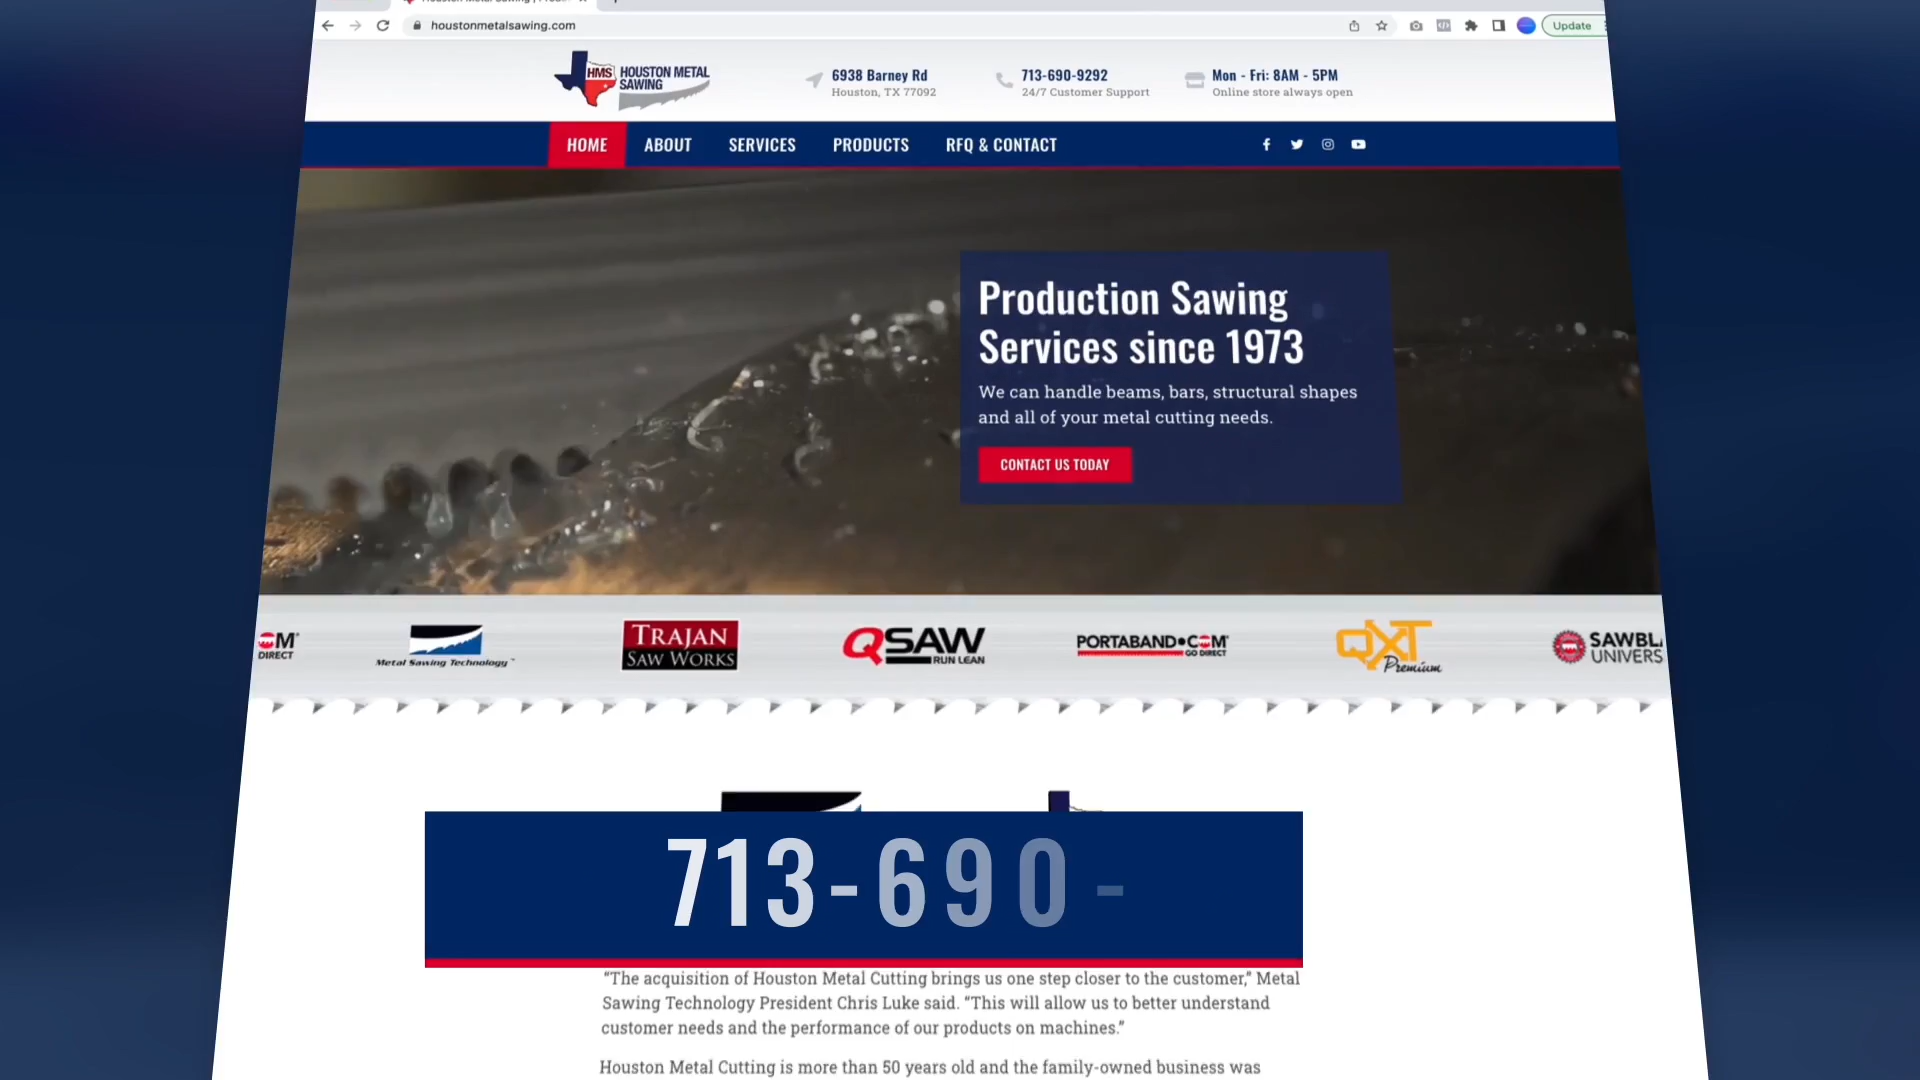 houstonmetalsawing.com
Update
HMS HOUSTON METAL
SAWING
6938 Barney Rd
Houston, TX 77092
713-690-9292
24/7 Customer Support
Mon - Fri: 8AM - 5PM
Online store always open
HOME ABOUT SERVICES PRODUCTS RFQ & CONTACT
Production Sawing
Services since 1973
We can handle beams, bars, structural shapes
and all of your metal cutting needs.
CONTACT US TODAY
DIRECT
Metal Sawing Technology
TRAJAN
SAW WORKS
QSAW
RUN LEAN
PORTABAND•COM
GO DIRECT
QXT
Premium
713-690-
“The acquisition of Houston Metal Cutting brings us one step closer to the customer,” Metal
Sawing Technology President Chris Luke said. “This will allow us to better understand
customer needs and the performance of our products on machines.”
Houston Metal Cutting is more than 50 years old and the family-owned business was